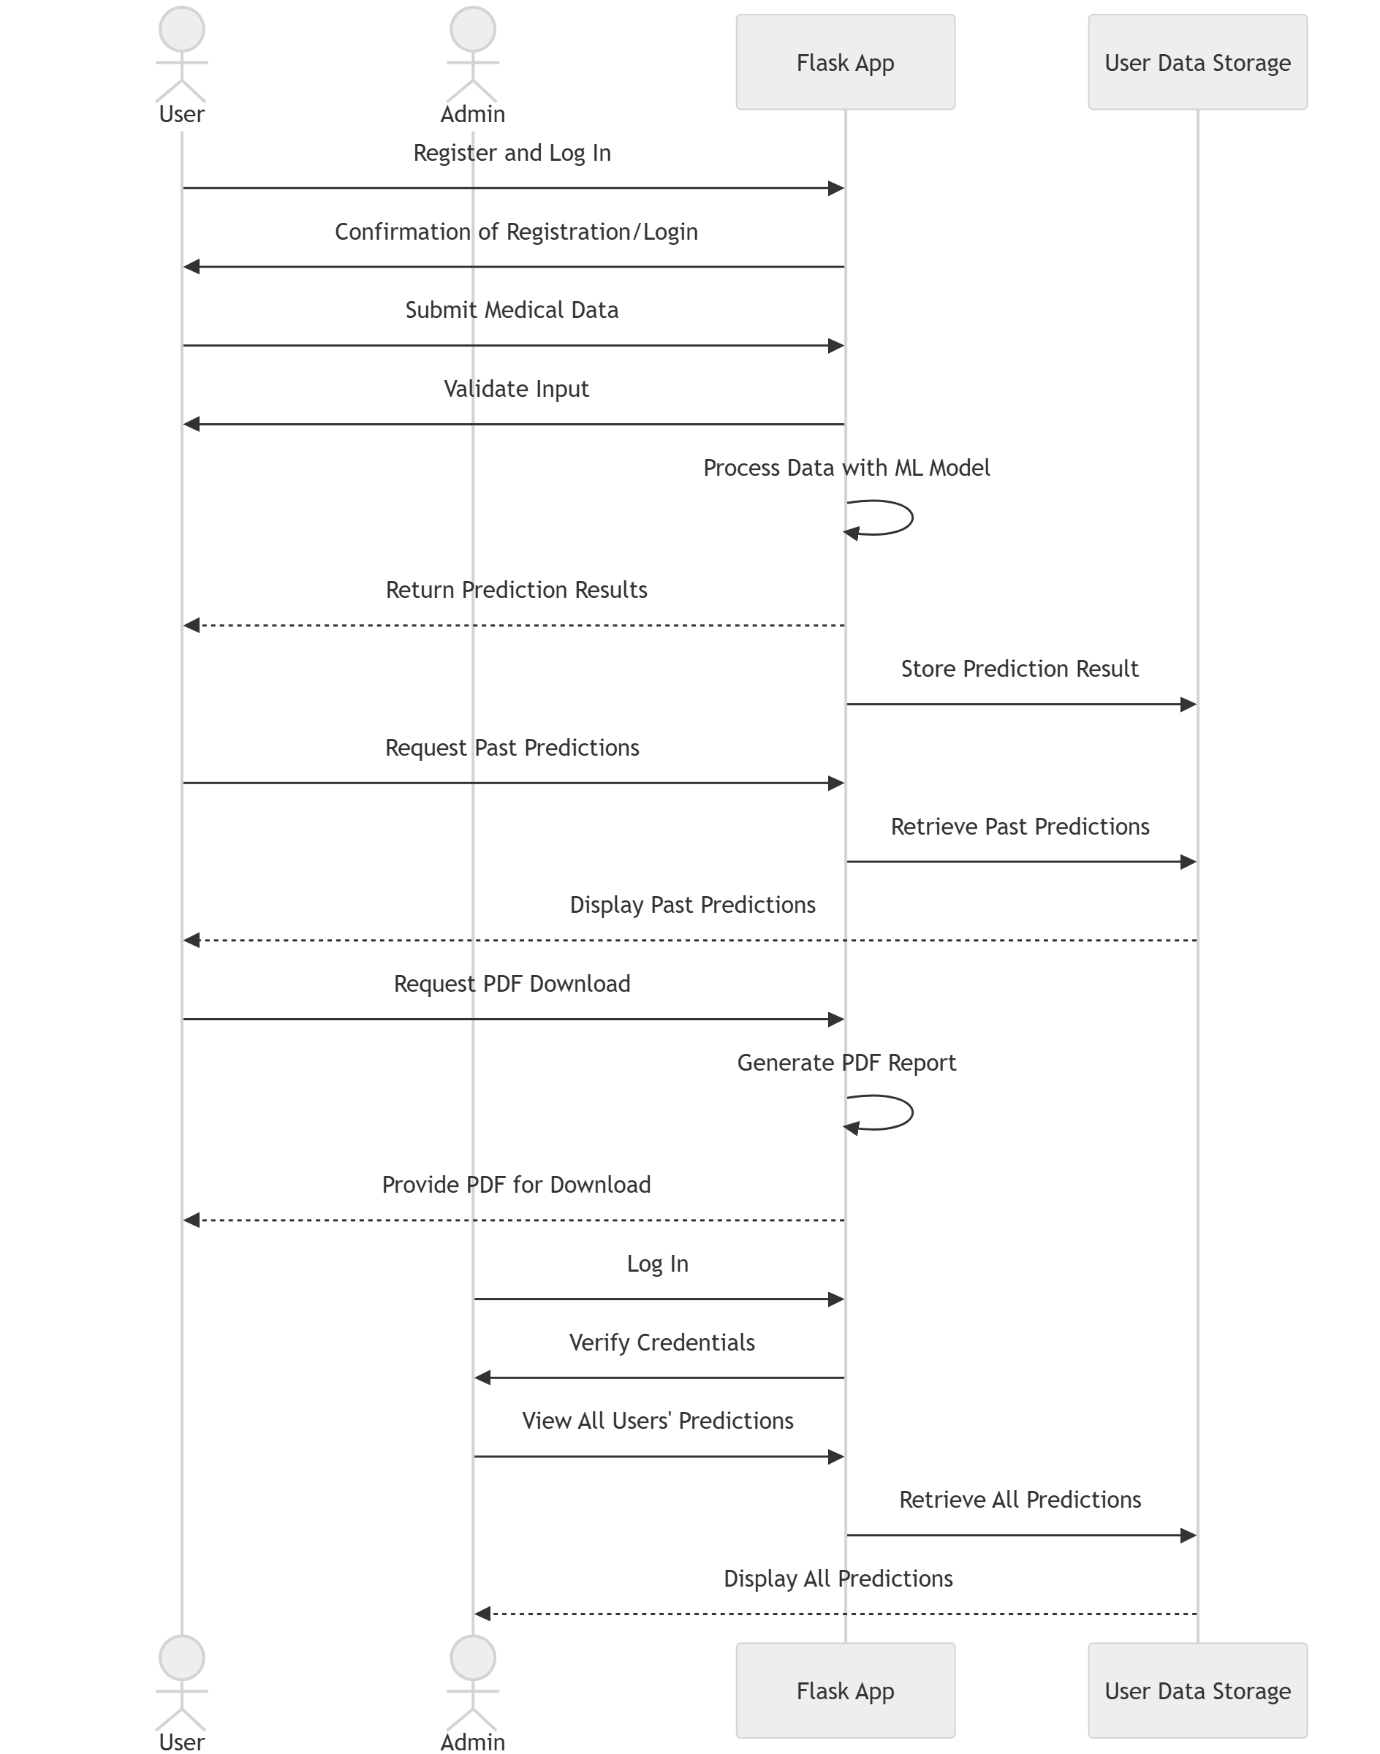 User
Admin
Flask App
User Data Storage
Register and Log In
Confirmation of Registration/Login
Submit Medical Data
Validate Input
Process Data with ML Model
Return Prediction Results
Store Prediction Result
Request Past Predictions
Retrieve Past Predictions
Display Past Predictions
Request PDF Download
Generate PDF Report
Provide PDF for Download
Log In
Verify Credentials
View All Users' Predictions
Retrieve All Predictions
Display All Predictions
User
Admin
Flask App
User Data Storage